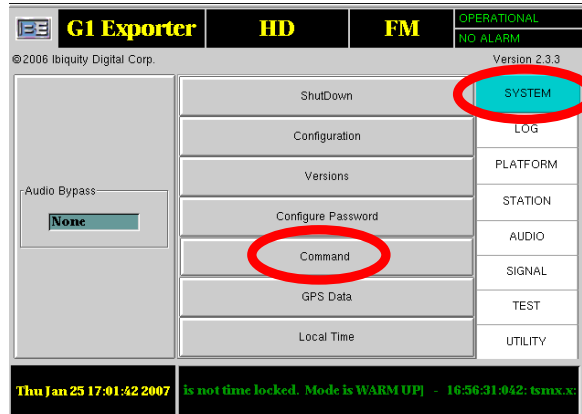 G1 Exporter
HD
FM
OPERATIONAL
NO ALARM
©2006 Ibiquity Digital Corp.
Version 2.3.3
ShutDown
Configuration
Versions
Configure Password
Command
GPS Data
Local Time
Audio Bypass
None
SYSTEM
LOG
PLATFORM
STATION
AUDIO
SIGNAL
TEST
UTILITY
Thu Jan 25 17:01:42 2007
is not time locked. Mode is WARM UP] - 16:56:31:042: tsmx.x: